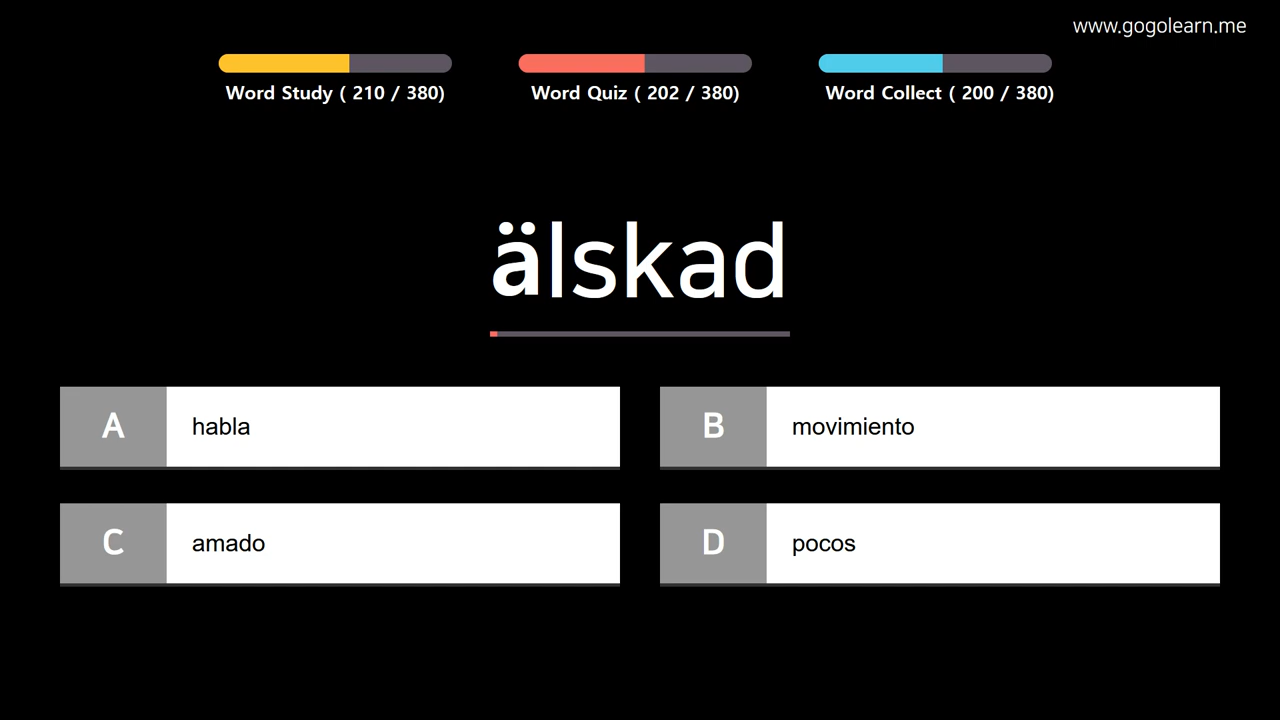 www.gogolearn.me
Word Study ( 210 / 380)
Word Quiz ( 202 / 380)
Word Collect ( 200 / 380)
älskad
A habla
B movimiento
C amado
D pocos